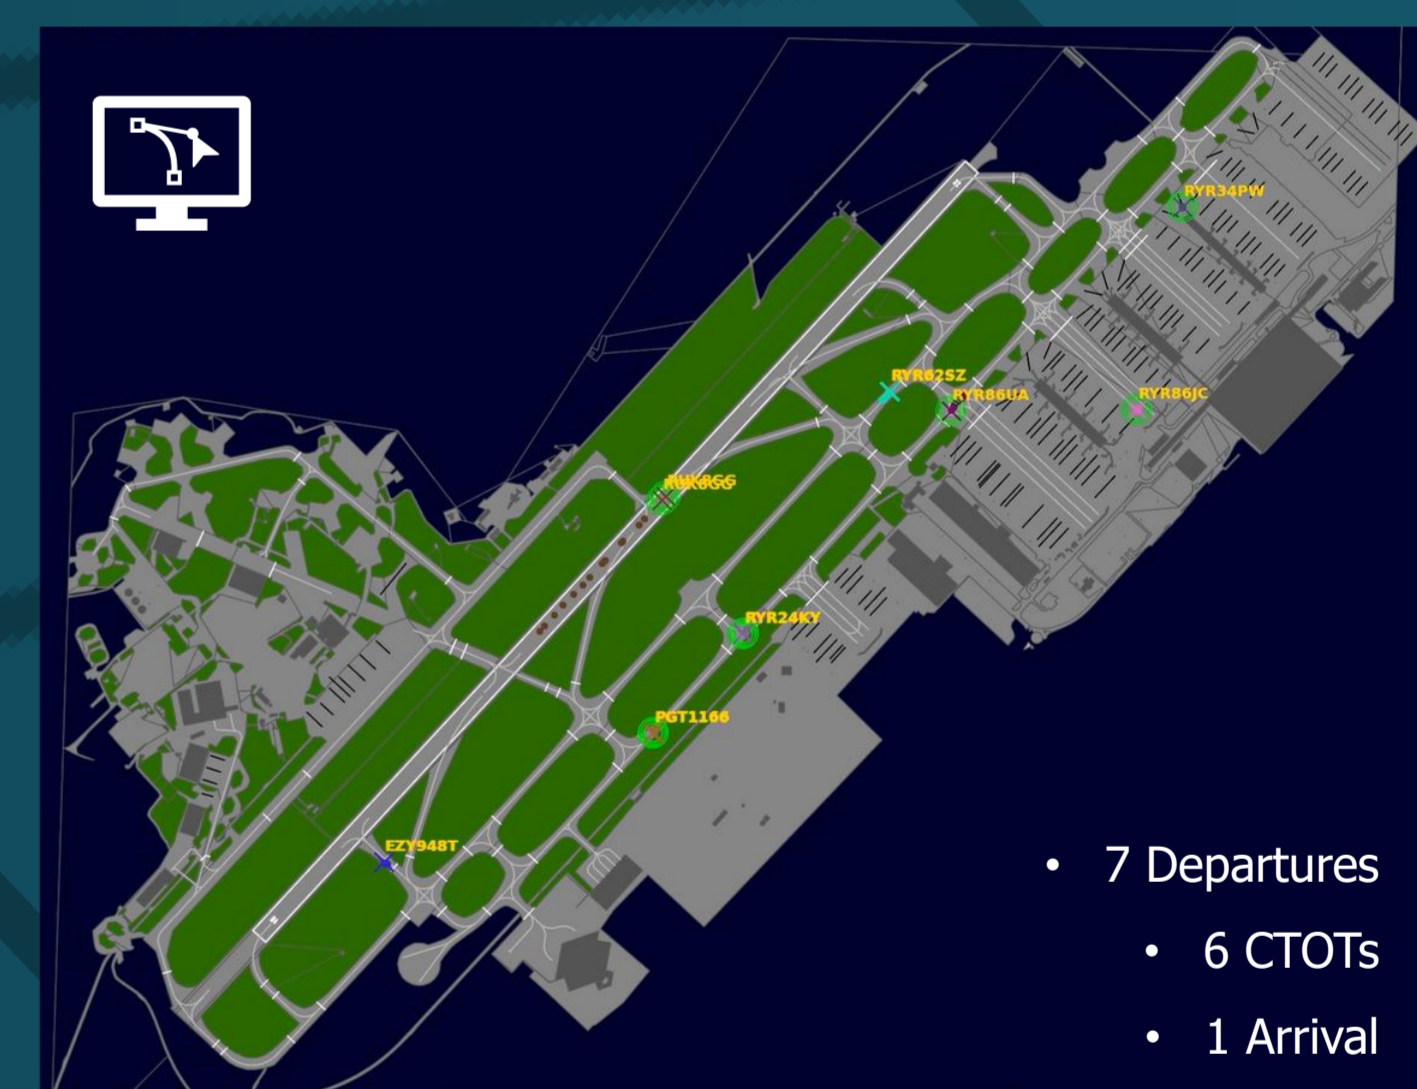 RYR34PW
RYR62SZ
RYR86UA
RYR86JC
RYR24KY
PGT1166
EZY948T
• 7 Departures
• 6 CTOTs
• 1 Arrival